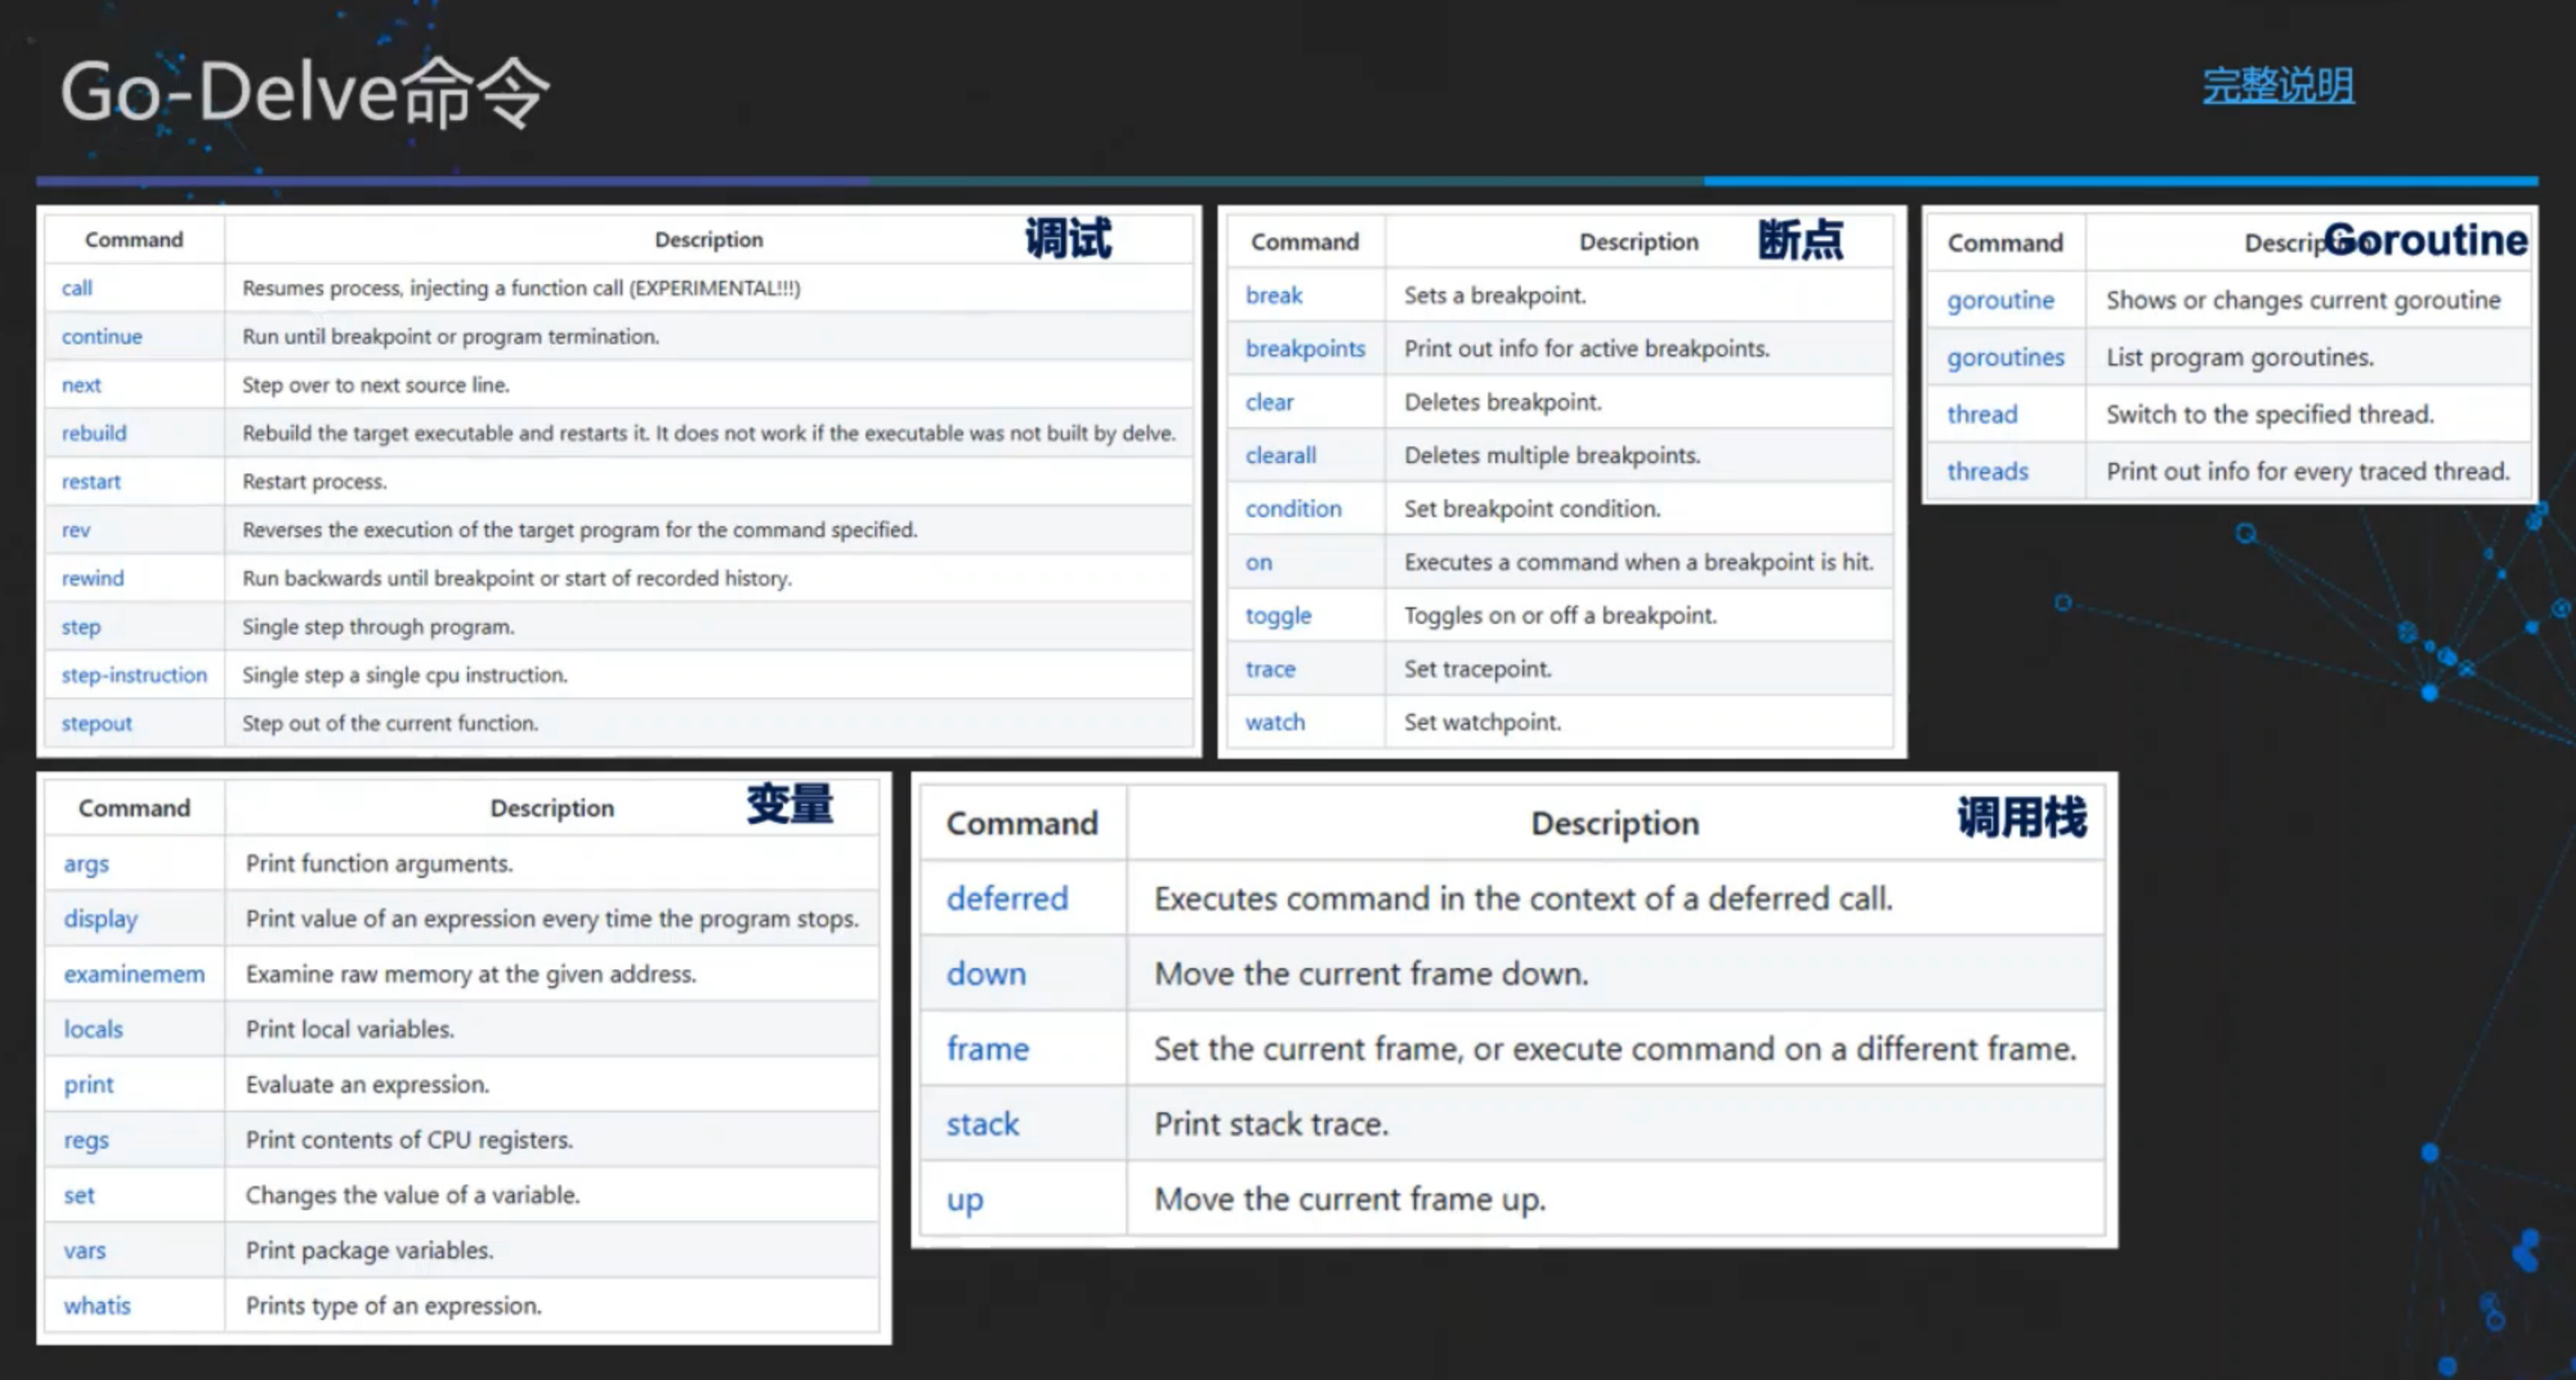 Go-Delve命令
完整说明
Command Description 调试
call Resumes process, injecting a function call (EXPERIMENTAL!!!)
continue Run until breakpoint or program termination.
next Step over to next source line.
rebuild Rebuild the target executable and restarts it. It does not work if the executable was not built by delve.
restart Restart process.
rev Reverses the execution of the target program for the command specified.
rewind Run backwards until breakpoint or start of recorded history.
step Single step through program.
step-instruction Single step a single cpu instruction.
stepout Step out of the current function.
Command Description 断点
break Sets a breakpoint.
breakpoints Print out info for active breakpoints.
clear Deletes breakpoint.
clearall Deletes multiple breakpoints.
condition Set breakpoint condition.
on Executes a command when a breakpoint is hit.
toggle Toggles on or off a breakpoint.
trace Set tracepoint.
watch Set watchpoint.
Command Goroutine
goroutine Shows or changes current goroutine
goroutines List program goroutines.
thread Switch to the specified thread.
threads Print out info for every traced thread.
Command Description 变量
args Print function arguments.
display Print value of an expression every time the program stops.
examinemem Examine raw memory at the given address.
locals Print local variables.
print Evaluate an expression.
regs Print contents of CPU registers.
set Changes the value of a variable.
vars Print package variables.
whatis Prints type of an expression.
Command Description 调用栈
deferred Executes command in the context of a deferred call.
down Move the current frame down.
frame Set the current frame, or execute command on a different frame.
stack Print stack trace.
up Move the current frame up.